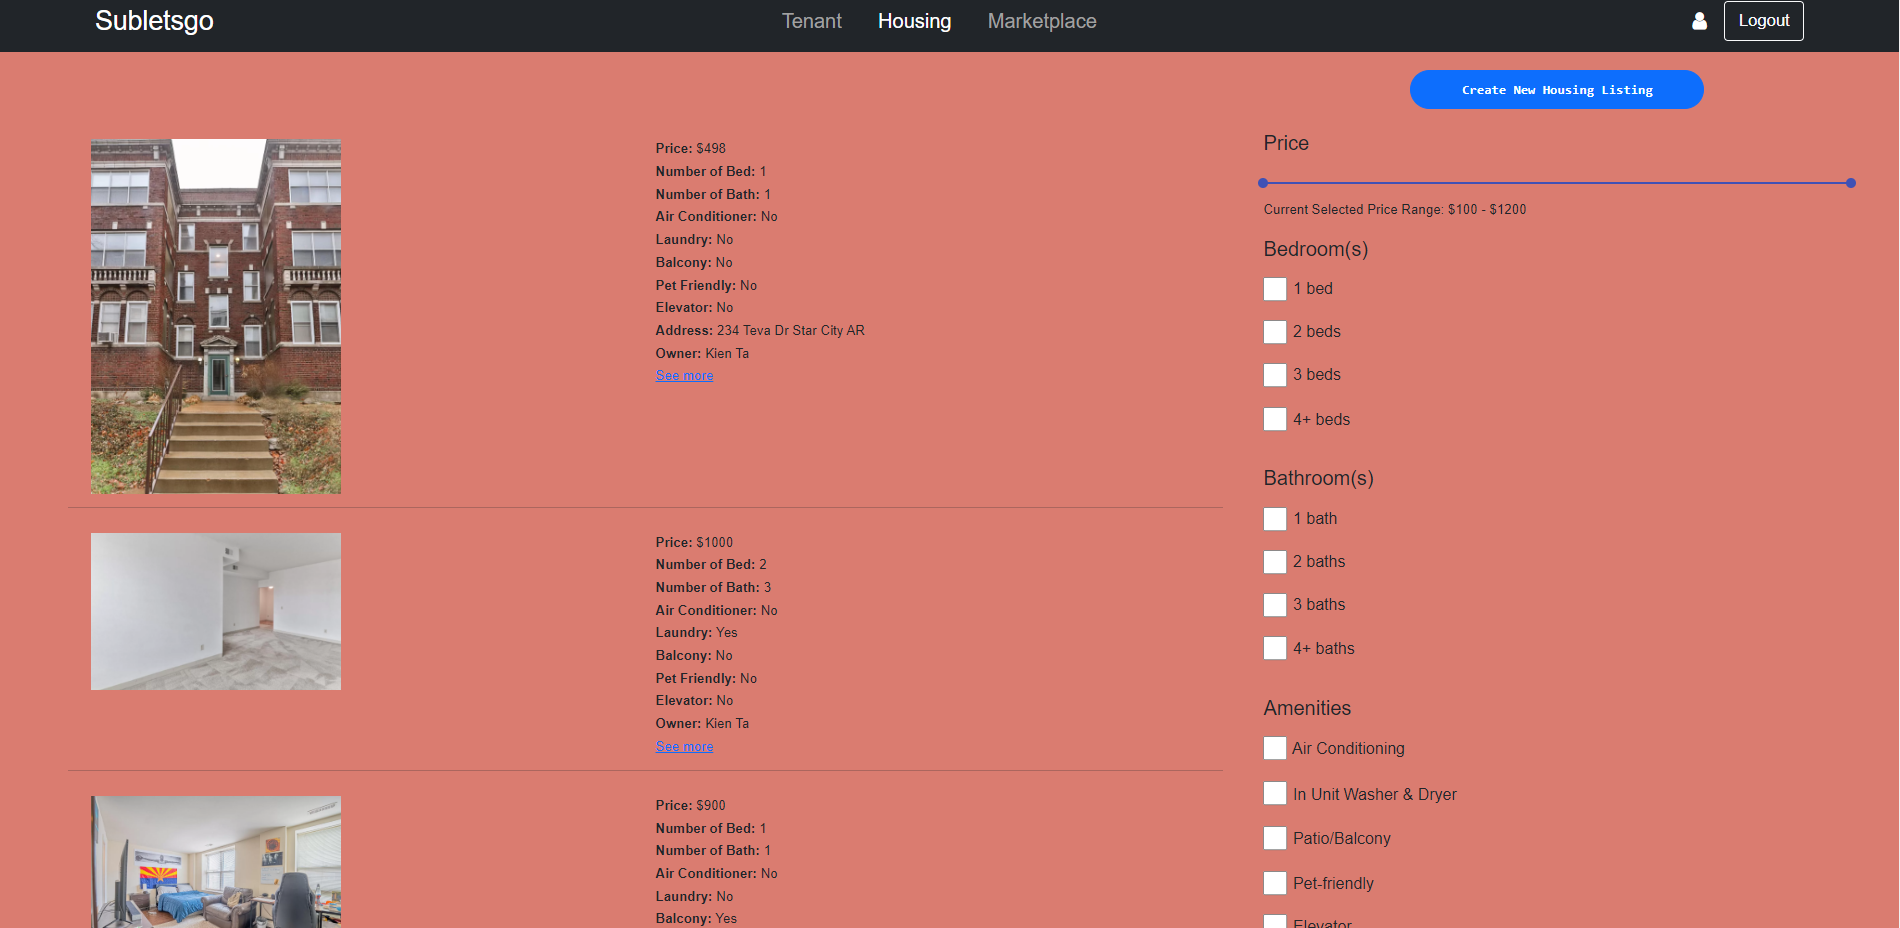 Subletsgo
Tenant
Housing
Marketplace
Logout
Create New Housing Listing
Price: $498
Number of Bed: 1
Number of Bath: 1
Air Conditioner: No
Laundry: No
Balcony: No
Pet Friendly: No
Elevator: No
Address: 234 Teva Dr Star City AR
Owner: Kien Ta
See more
Price: $1000
Number of Bed: 2
Number of Bath: 3
Air Conditioner: No
Laundry: Yes
Balcony: No
Pet Friendly: No
Elevator: No
Owner: Kien Ta
See more
Price: $900
Number of Bed: 1
Number of Bath: 1
Air Conditioner: No
Laundry: No
Balcony: Yes
Price
Current Selected Price Range: $100 - $1200
Bedroom(s)
1 bed
2 beds
3 beds
4+ beds
Bathroom(s)
1 bath
2 baths
3 baths
4+ baths
Amenities
Air Conditioning
In Unit Washer & Dryer
Patio/Balcony
Pet-friendly
Elevator